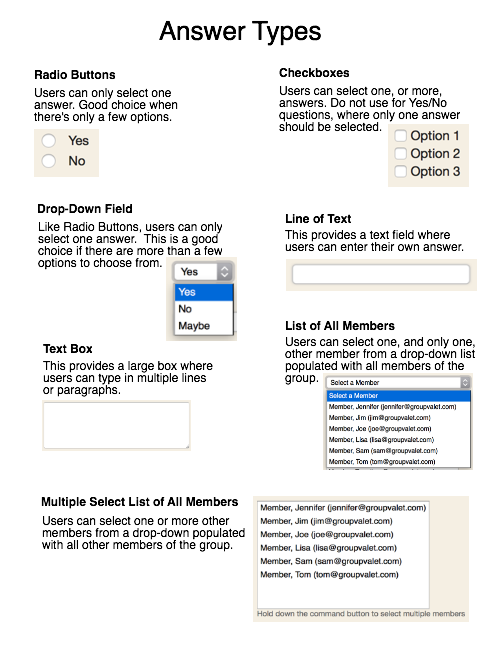 Answer Types
Radio Buttons
Users can only select one
answer. Good choice when
there's only a few options.
Yes
No
Checkboxes
Users can select one, or more,
answers. Do not use for Yes/No
questions, where only one answer
should be selected.
Option 1
Option 2
Option 3
Drop-Down Field
Like Radio Buttons, users can only
select one answer. This is a good
choice if there are more than a few
options to choose from.
Yes
Yes
No
Maybe
Line of Text
This provides a text field where
users can enter their own answer.
Text Box
This provides a large box where
users can type in multiple lines
or paragraphs.
List of All Members
Users can select one, and only one,
other member from a drop-down list
populated with all members of the
group.
Select a Member
Select a Member
Member, Jennifer (jennifer@groupvalet.com)
Member, Jim (jim@groupvalet.com)
Member, Joe (joe@groupvalet.com)
Member, Lisa (lisa@groupvalet.com)
Member, Sam (sam@groupvalet.com)
Member, Tom (tom@groupvalet.com)
Multiple Select List of All Members
Users can select one or more other
members from a drop-down populated
with all other members of the group.
Member, Jennifer (jennifer@groupvalet.com)
Member, Jim (jim@groupvalet.com)
Member, Joe (joe@groupvalet.com)
Member, Lisa (lisa@groupvalet.com)
Member, Sam (sam@groupvalet.com)
Member, Tom (tom@groupvalet.com)
Hold down the command button to select multiple members